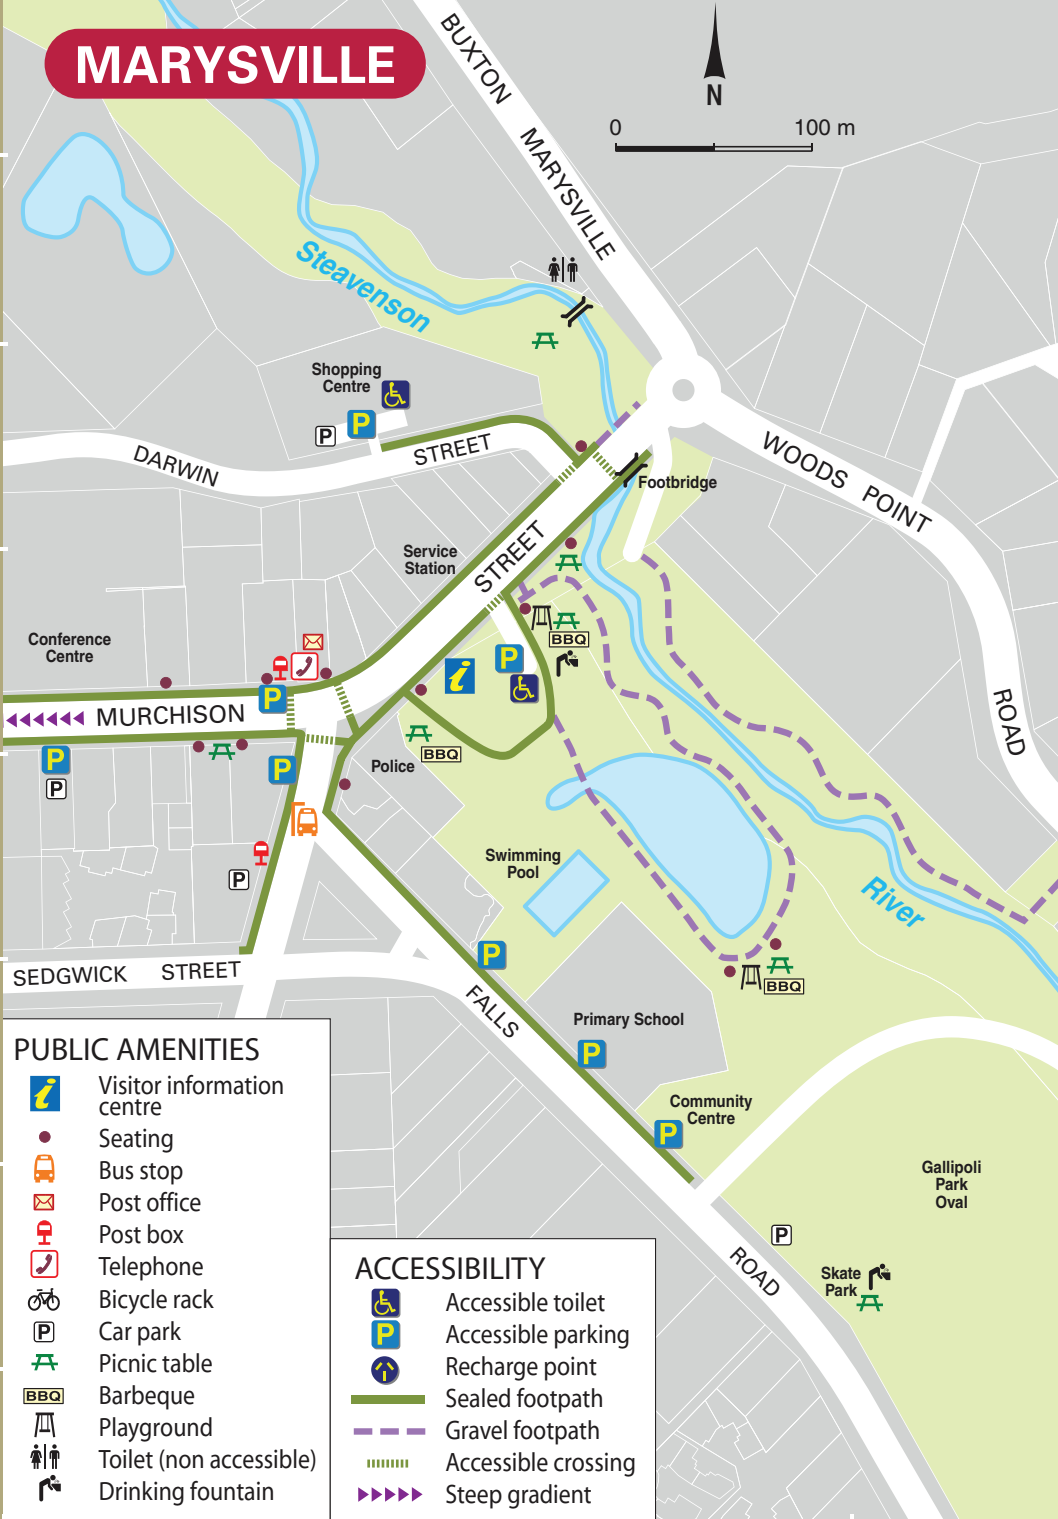 MARYSVILLE
BUXTON MARYSVILLE
N
0 100 m
Steavenson
Shopping
Centre
P
P
DARWIN STREET
WOODS POINT ROAD
Footbridge
Service
Station
STREET
Conference
Centre
BBQ
P
i
P
MURCHISON
P
P
BBQ
P
Police
Swimming
Pool
P
River
P
BBQ
SEDGWICK STREET
FALLS
Primary School
P
Community
Centre
P
Gallipoli
Park
Oval
P
ROAD
Skate
Park
PUBLIC AMENITIES
i Visitor information
centre
Seating
Bus stop
Post office
Post box
Telephone
Bicycle rack
P Car park
Picnic table
BBQ Barbeque
Playground
Toilet (non accessible)
Drinking fountain
ACCESSIBILITY
Accessible toilet
P Accessible parking
Recharge point
Sealed footpath
Gravel footpath
Accessible crossing
Steep gradient